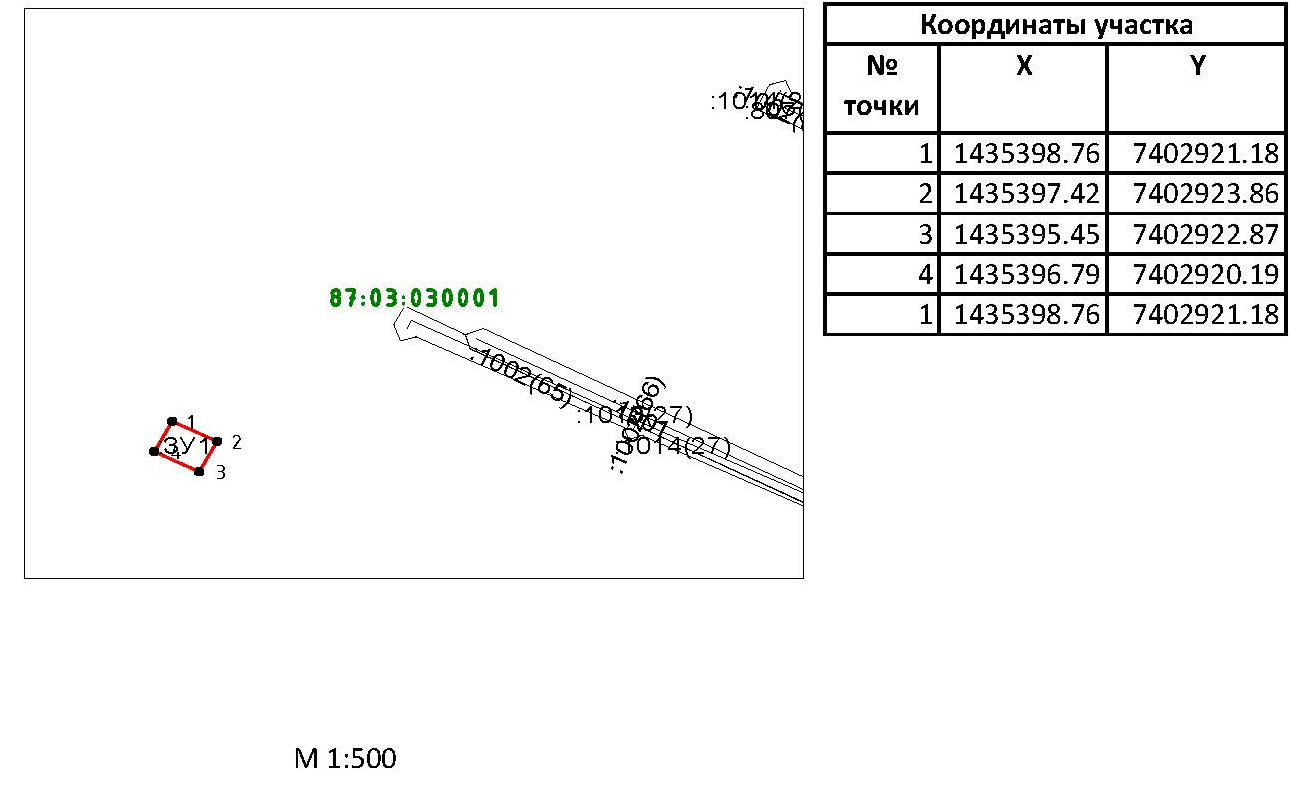 Координаты участка
№ точки X Y
1 1435398.76 7402921.18
2 1435397.42 7402923.86
3 1435395.45 7402922.87
4 1435396.79 7402920.19
1 1435398.76 7402921.18
87:03:030001
:1002(65)
1
ЗУ1
2
4
3
М 1:500